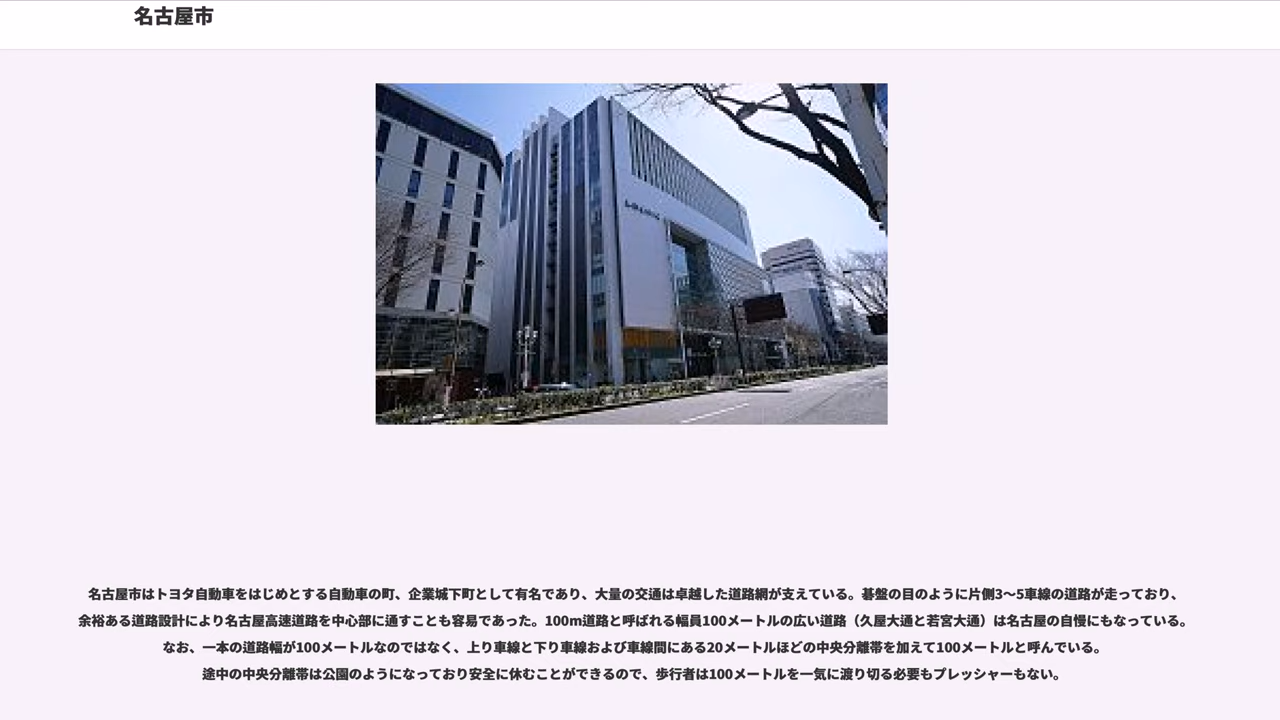 名古屋市
名古屋市はトヨタ自動車をはじめとする自動車の町、企業城下町として有名であり、大量の交通は卓越した道路網が支えている。碁盤の目のように片側3〜5車線の道路が走っており、
余裕ある道路設計により名古屋高速道路を中心部に通すことも容易であった。100m道路と呼ばれる幅員100メートルの広い道路（久屋大通と若宮大通）は名古屋の自慢にもなっている。
なお、一本の道路幅が100メートルなのではなく、上り車線と下り車線および車線間にある20メートルほどの中央分離帯を加えて100メートルと呼んでいる。
途中の中央分離帯は公園のようになっており安全に休むことができるので、歩行者は100メートルを一気に渡り切る必要もプレッシャーもない。